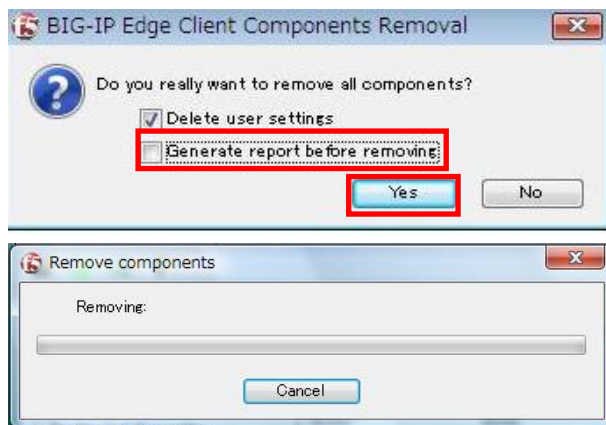 BIG-IP Edge Client Components Removal
Do you really want to remove all components?
Delete user settings
Generate report before removing
Yes No
Remove components
Removing:
Cancel